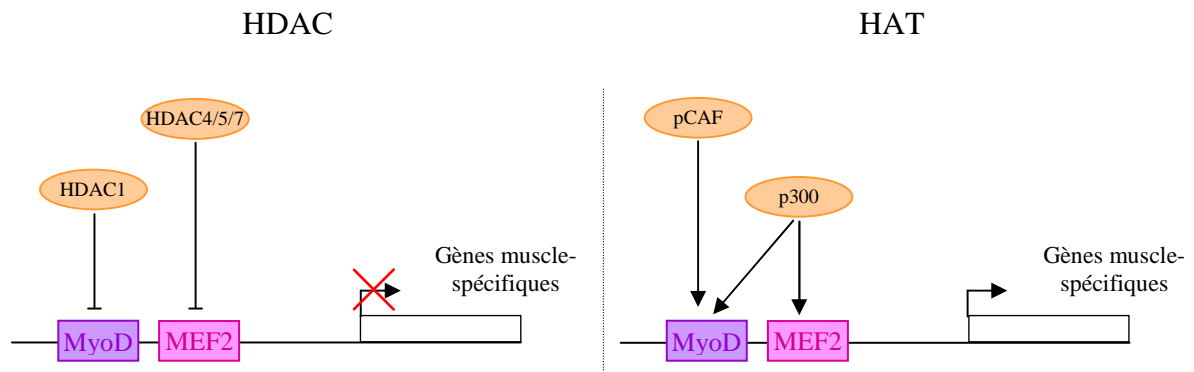 HDAC
HDAC4/5/7
HDAC1
Gènes muscle-
spécifiques
MyoD
MEF2
HAT
pCAF
p300
Gènes muscle-
spécifiques
MyoD
MEF2